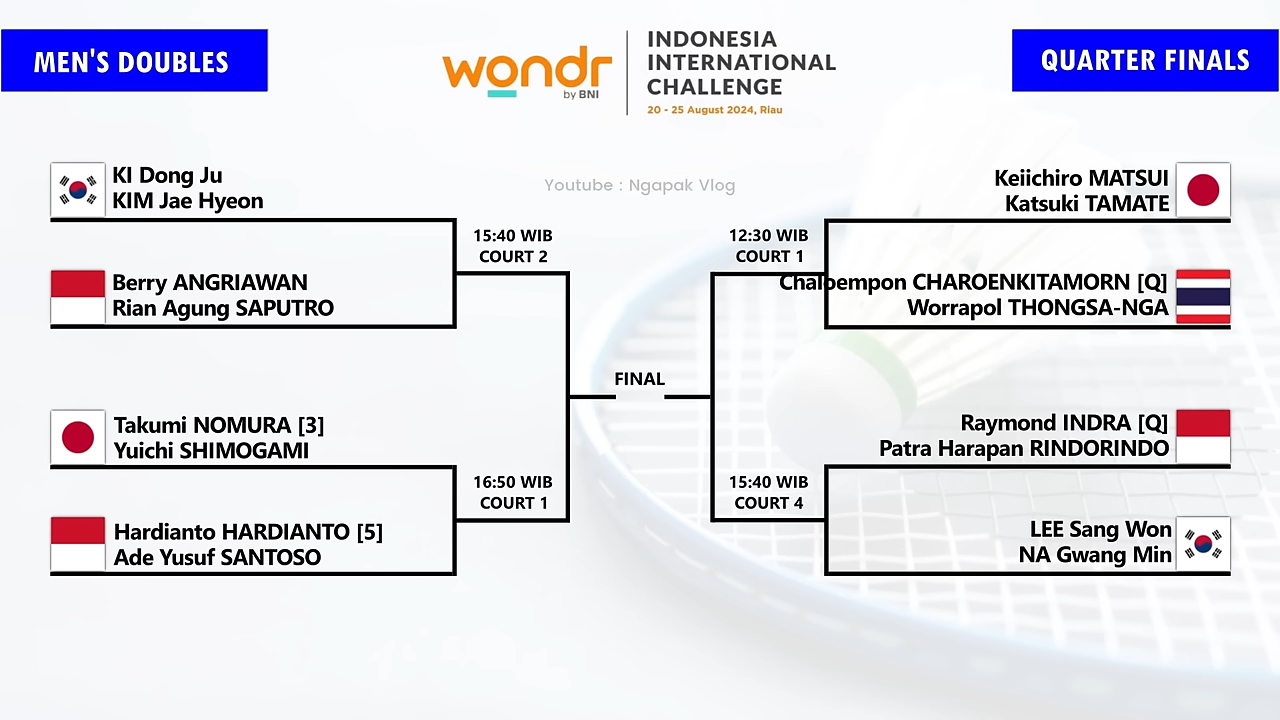 MEN'S DOUBLES
wondr
by BNI
INDONESIA
INTERNATIONAL
CHALLENGE
20 - 25 August 2024, Riau
QUARTER FINALS
Youtube : Ngapak Vlog
KI Dong Ju
KIM Jae Hyeon
Berry ANGRIAWAN
Rian Agung SAPUTRO
15:40 WIB
COURT 2
Takumi NOMURA [3]
Yuichi SHIMOGAMI
Hardianto HARDIANTO [5]
Ade Yusuf SANTOSO
16:50 WIB
COURT 1
FINAL
Keiichiro MATSUI
Katsuki TAMATE
12:30 WIB
COURT 1
Chaloempon CHAROENKITAMORN [Q]
Worrapol THONGSA-NGA
Raymond INDRA [Q]
Patra Harapan RINDORINDO
15:40 WIB
COURT 4
LEE Sang Won
NA Gwang Min